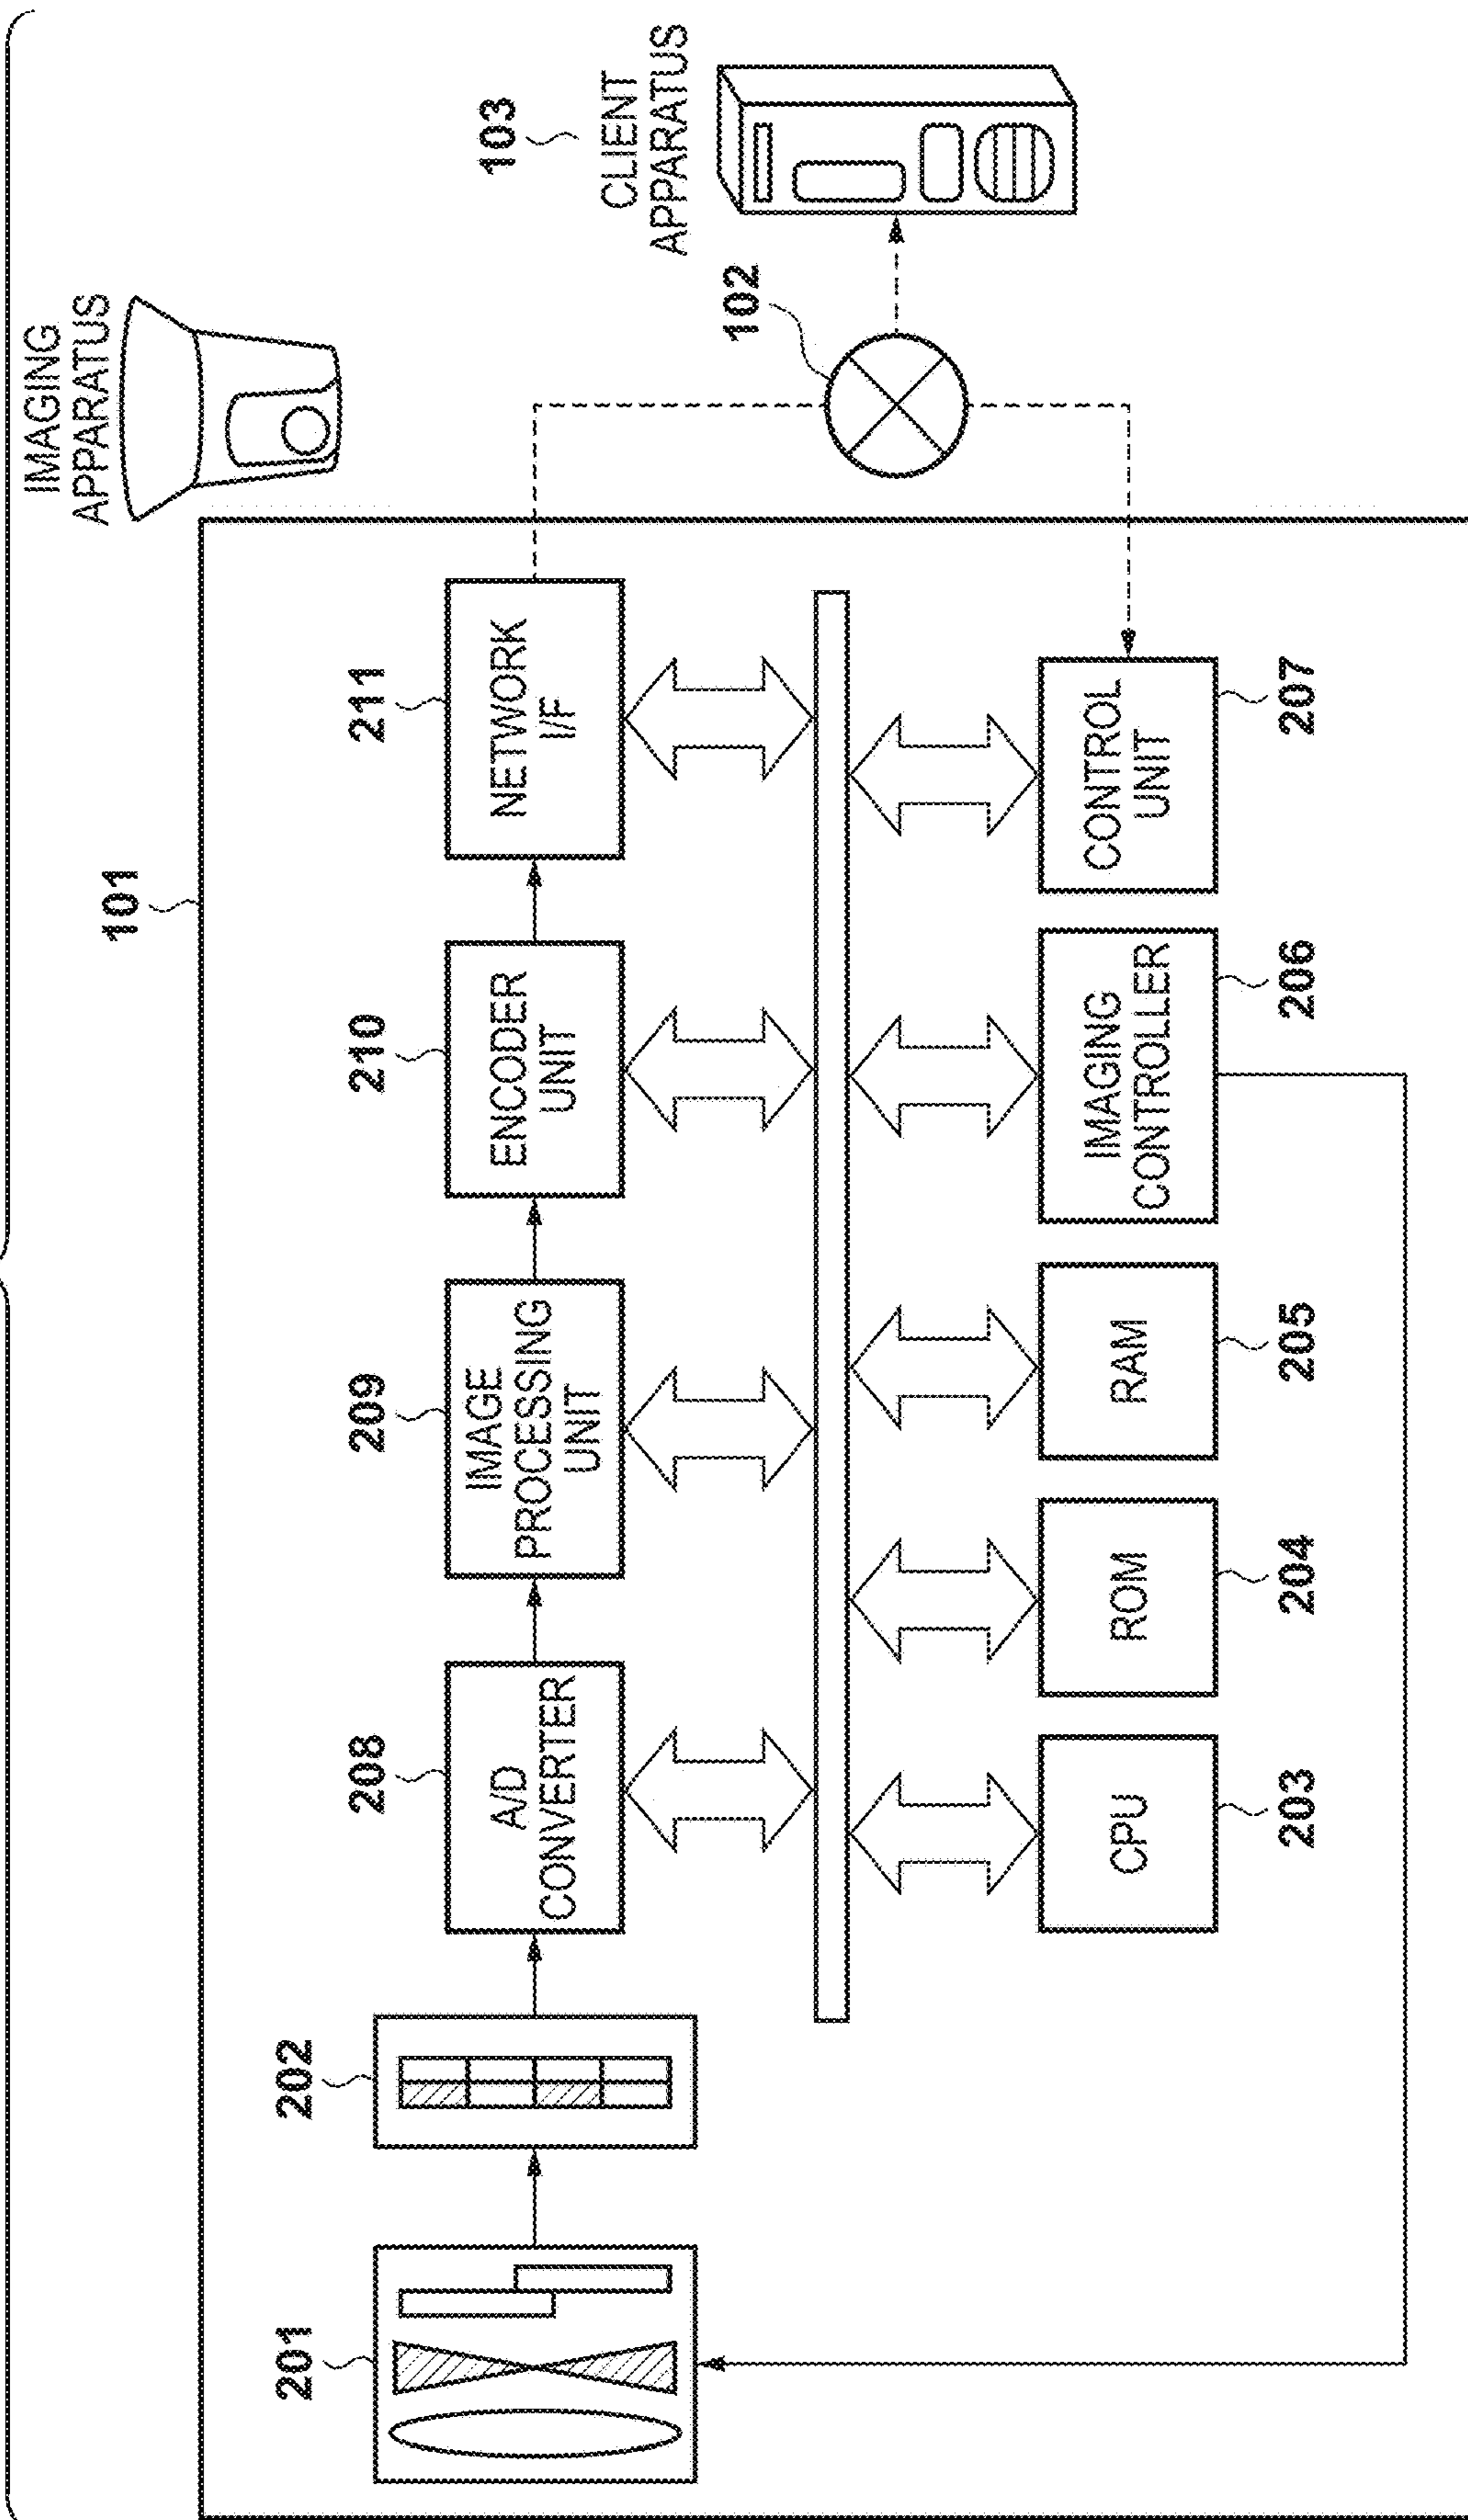 IMAGING
APPARATUS
101
103
CLIENT
APPARATUS
102
201
202
208
A/D
CONVERTER
209
IMAGE
PROCESSING
UNIT
210
ENCODER
UNIT
211
NETWORK
I/F
CPU
203
ROM
204
RAM
205
IMAGING
CONTROLLER
206
CONTROL
UNIT
207